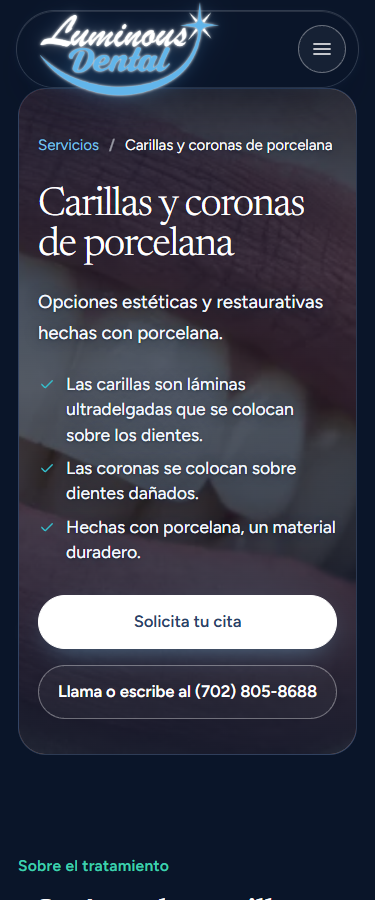 Luminous
Dental
Servicios / Carillas y coronas de porcelana
Carillas y coronas
de porcelana
Opciones estéticas y restaurativas
hechas con porcelana.
Las carillas son láminas
ultradelgadas que se colocan
sobre los dientes.
Las coronas se colocan sobre
dientes dañados.
Hechas con porcelana, un material
duradero.
Solicita tu cita
Llama o escribe al (702) 805-8688
Sobre el tratamiento